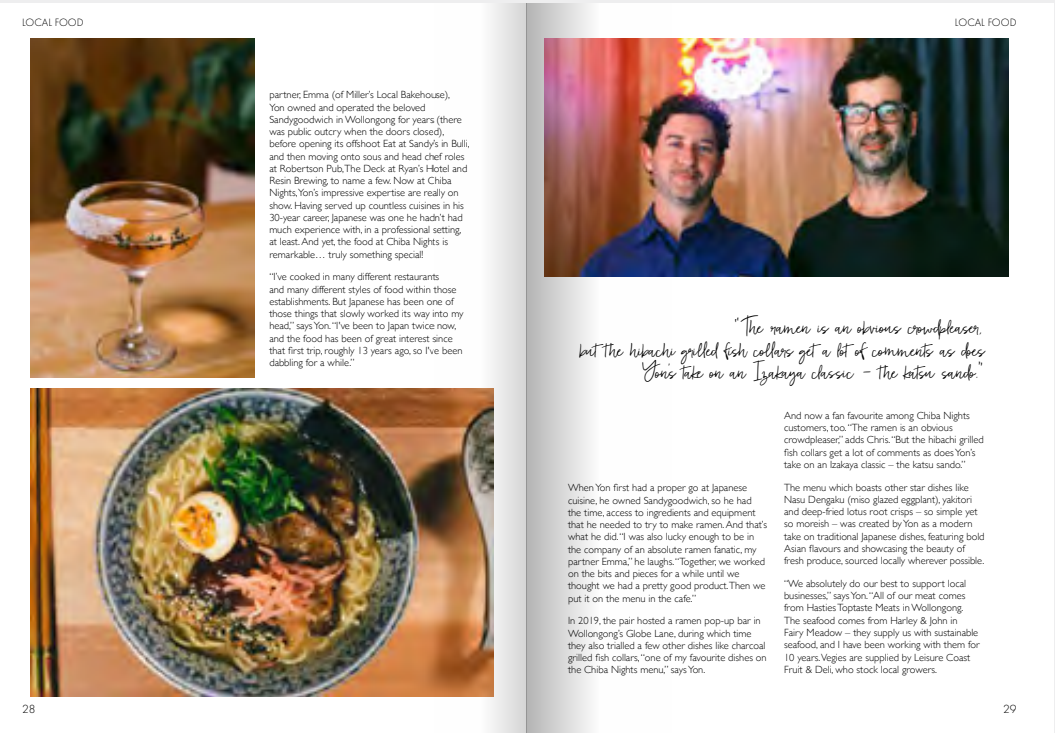 LOCAL FOOD
LOCAL FOOD
partner, Emma (of Miller's Local Bakehouse),
Yon owned and operated the beloved
Sandygoodwich in Wollongong for years (there
was public outcry when the doors closed),
before opening its offshoot Eat at Sandy's in Bulli,
and then moving onto sous and head chef roles
at Robertson Pub, The Deck at Ryan's Hotel and
Resin Brewing, to name a few. Now at Chiba
Nights, Yon's impressive expertise are really on
show. Having served up countless cuisines in his
30-year career, Japanese was one he hadn't had
much experience with, in a professional setting,
at least. And yet, the food at Chiba Nights is
remarkable… truly something special!
“I've cooked in many different restaurants
and many different styles of food within those
establishments. But Japanese has been one of
those things that slowly worked its way into my
head,” says Yon. “I've been to Japan twice now,
and the food has been of great interest since
that first trip, roughly 13 years ago, so I've been
dabbling for a while.”
28
"The ramen is an obvious crowdpleaser,
but the hibachi grilled fish collars get a lot of comments as does
Yon's take on an Izakaya classic – the katsu sando."
When Yon first had a proper go at Japanese
cuisine, he owned Sandygoodwich, so he had
the time, access to ingredients and equipment
that he needed to try to make ramen. And that's
what he did. “I was also lucky enough to be in
the company of an absolute ramen fanatic, my
partner Emma,” he laughs. “Together, we worked
on the bits and pieces for a while until we
thought we had a pretty good product. Then we
put it on the menu in the cafe.”
In 2019, the pair hosted a ramen pop-up bar in
Wollongong's Globe Lane, during which time
they also trialled a few other dishes like charcoal
grilled fish collars, “one of my favourite dishes on
the Chiba Nights menu,” says Yon.
And now a fan favourite among Chiba Nights
customers, too. “The ramen is an obvious
crowdpleaser,” adds Chris. “But the hibachi grilled
fish collars get a lot of comments as does Yon's
take on an Izakaya classic – the katsu sando.”
The menu which boasts other star dishes like
Nasu Dengaku (miso glazed eggplant), yakitori
and deep-fried lotus root crisps – so simple yet
so moreish – was created by Yon as a modern
take on traditional Japanese dishes, featuring bold
Asian flavours and showcasing the beauty of
fresh produce, sourced locally wherever possible.
“We absolutely do our best to support local
businesses,” says Yon. “All of our meat comes
from Hasties Toptaste Meats in Wollongong.
The seafood comes from Harley & John in
Fairy Meadow – they supply us with sustainable
seafood, and I have been working with them for
10 years. Vegies are supplied by Leisure Coast
Fruit & Deli, who stock local growers.
29